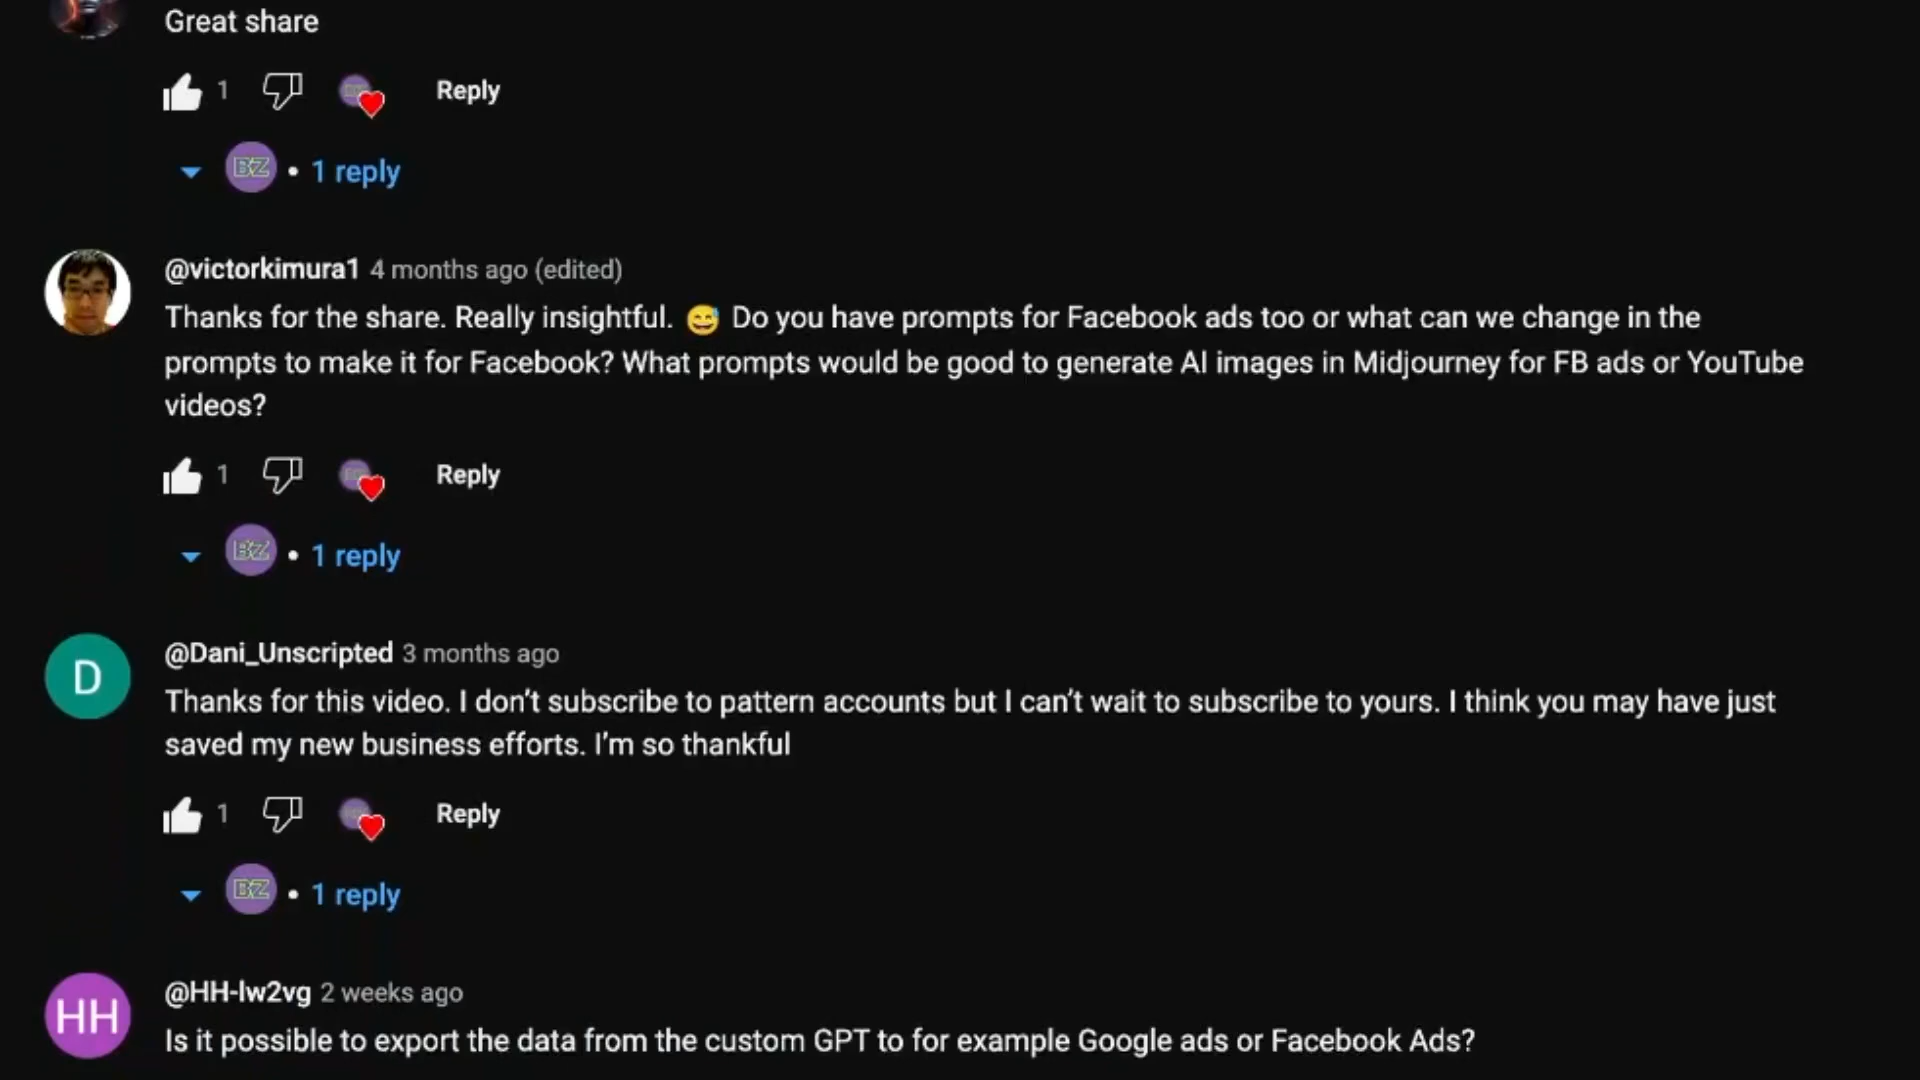 Great share
1 Reply
BZ • 1 reply
@victorkimura1 4 months ago (edited)
Thanks for the share. Really insightful. 😅 Do you have prompts for Facebook ads too or what can we change in the
prompts to make it for Facebook? What prompts would be good to generate AI images in Midjourney for FB ads or YouTube
videos?
1 Reply
BZ • 1 reply
D
@Dani_Unscripted 3 months ago
Thanks for this video. I don’t subscribe to pattern accounts but I can’t wait to subscribe to yours. I think you may have just
saved my new business efforts. I’m so thankful
1 Reply
BZ • 1 reply
HH
@HH-lw2vg 2 weeks ago
Is it possible to export the data from the custom GPT to for example Google ads or Facebook Ads?